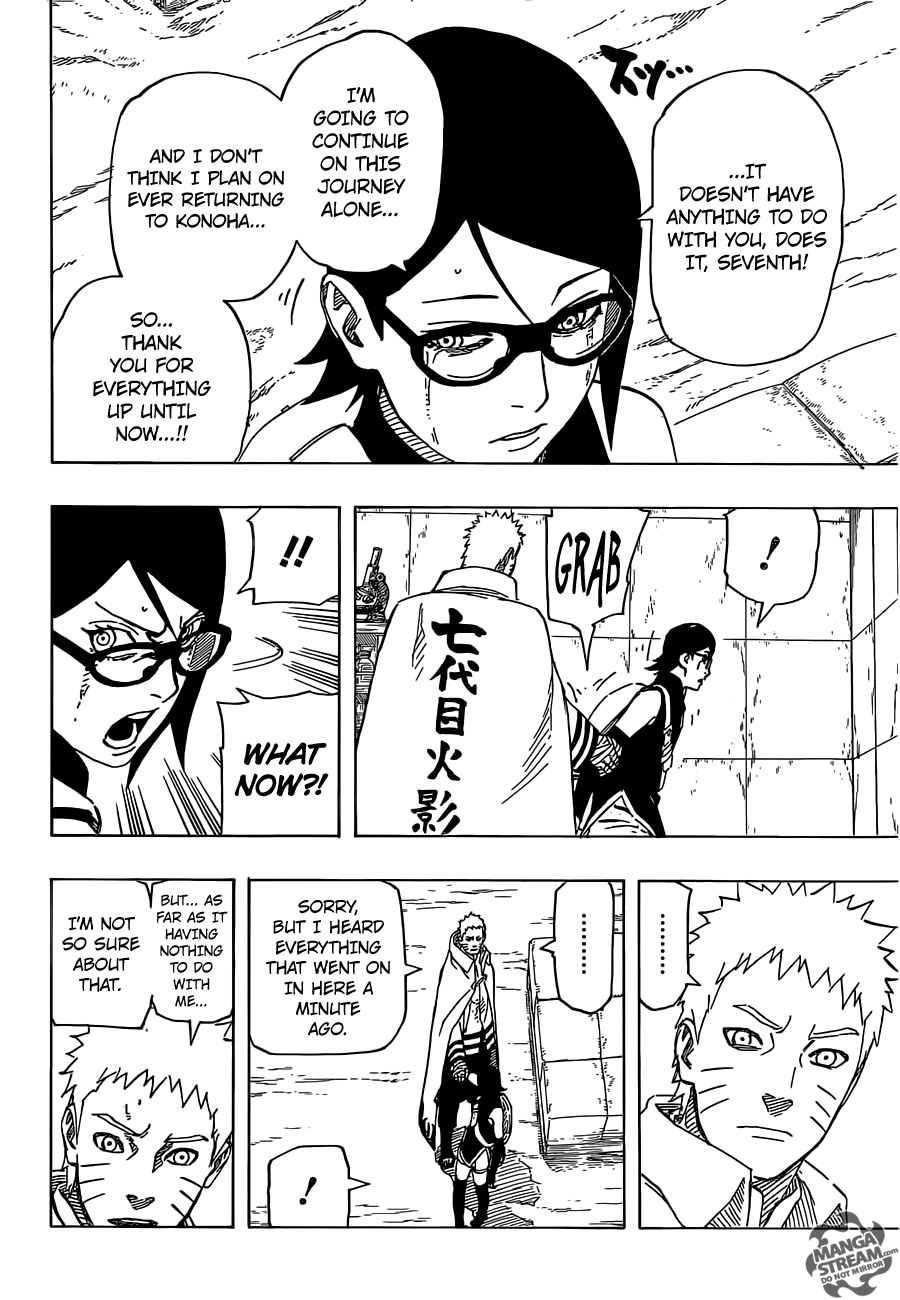 スッ…
...IT
DOESN'T HAVE
ANYTHING TO DO
WITH YOU, DOES
IT, SEVENTH!
I'M
GOING TO
CONTINUE
ON THIS
JOURNEY
ALONE...
AND I DON'T
THINK I PLAN ON
EVER RETURNING
TO KONOHA...
SO...
THANK
YOU FOR
EVERYTHING
UP UNTIL
NOW...!!
!
GRAB
七代目火影
!!
WHAT
NOW?!
........
........
SORRY,
BUT I HEARD
EVERYTHING
THAT WENT ON
IN HERE A
MINUTE
AGO.
!
BUT... AS
FAR AS IT
HAVING
NOTHING
TO DO
WITH
ME...
I'M NOT
SO SURE
ABOUT
THAT.
MANGA
STREAM.com
DO NOT MIRROR